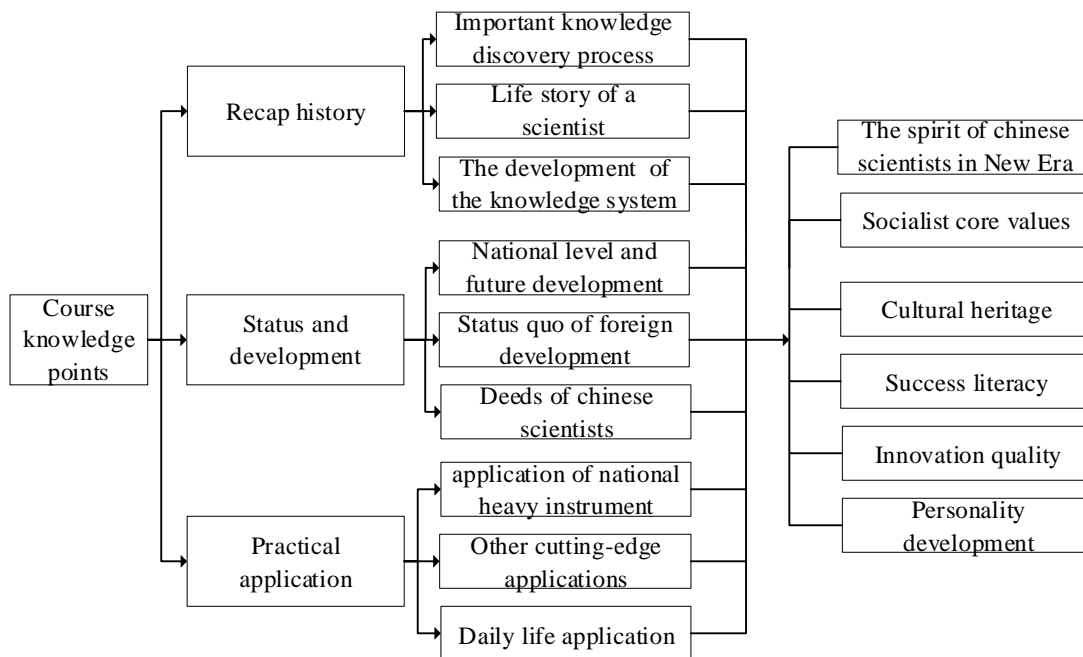 Course
knowledge
points
Recap history
Status and
development
Practical
application
Important knowledge
discovery process
Life story of a
scientist
The development of
the knowledge system
National level and
future development
Status quo of foreign
development
Deeds of chinese
scientists
application of national
heavy instrument
Other cutting-edge
applications
Daily life application
The spirit of chinese
scientists in New Era
Socialist core values
Cultural heritage
Success literacy
Innovation quality
Personality
development